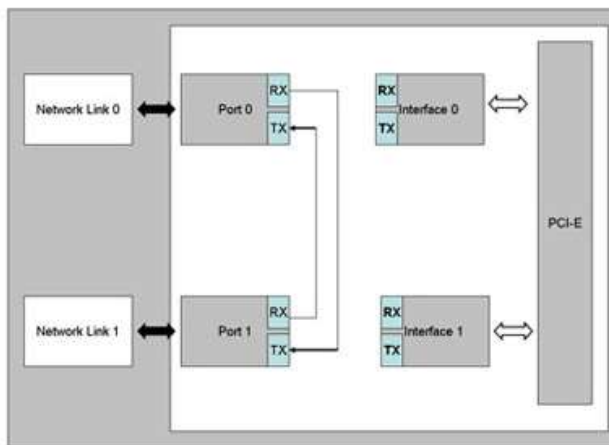 Network Link 0
Port 0
RX
TX
RX
TX
Interface 0
PCI-E
Network Link 1
Port 1
RX
TX
RX
TX
Interface 1